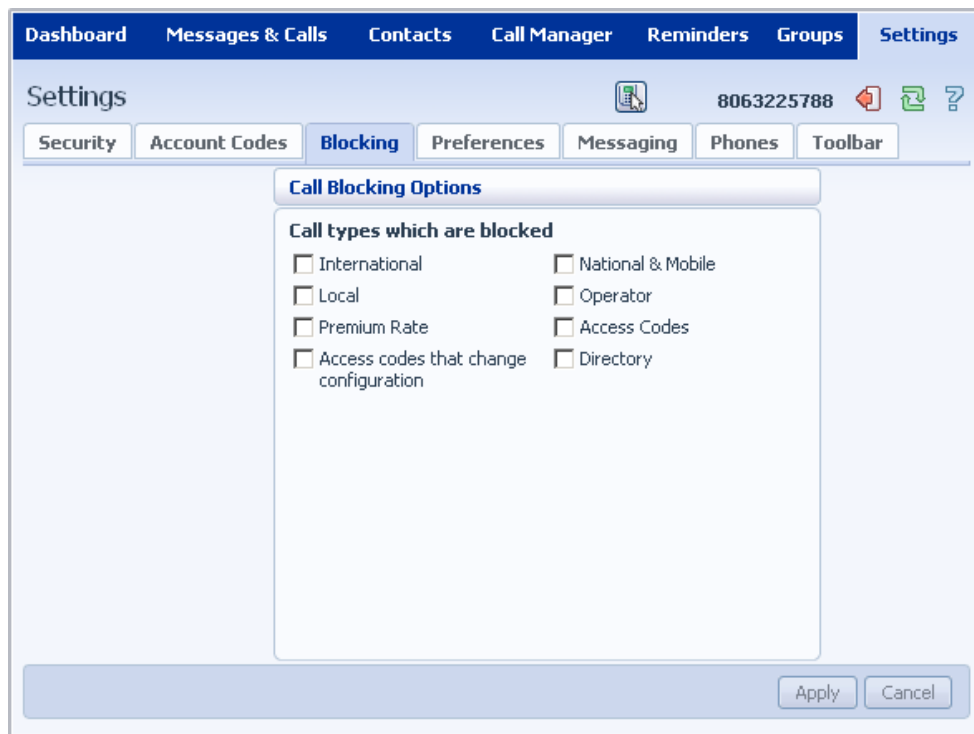 Dashboard Messages & Calls Contacts Call Manager Reminders Groups Settings
Settings 8063225788
Security Account Codes Blocking Preferences Messaging Phones Toolbar
Call Blocking Options
Call types which are blocked
International National & Mobile
Local Operator
Premium Rate Access Codes
Access codes that change Directory
configuration
Apply Cancel